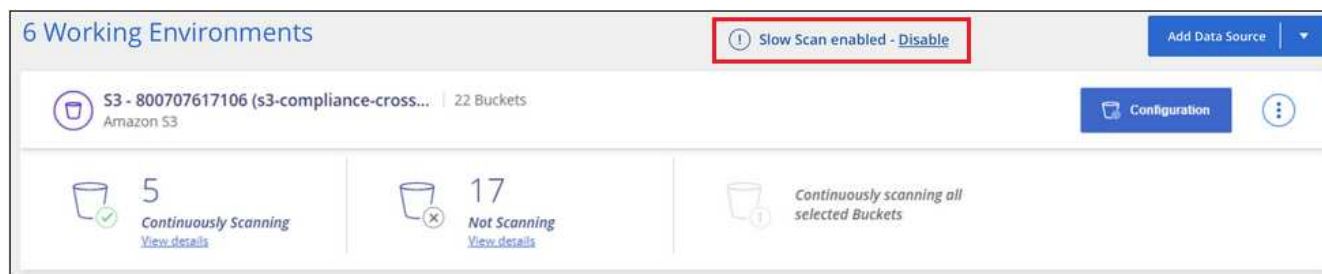 6 Working Environments
Slow Scan enabled - Disable
Add Data Source
S3 - 800707617106 (s3-compliance-cross... 22 Buckets
Amazon S3
Configuration
5
Continuously Scanning
View details
17
Not Scanning
View details
Continuously scanning all
selected Buckets